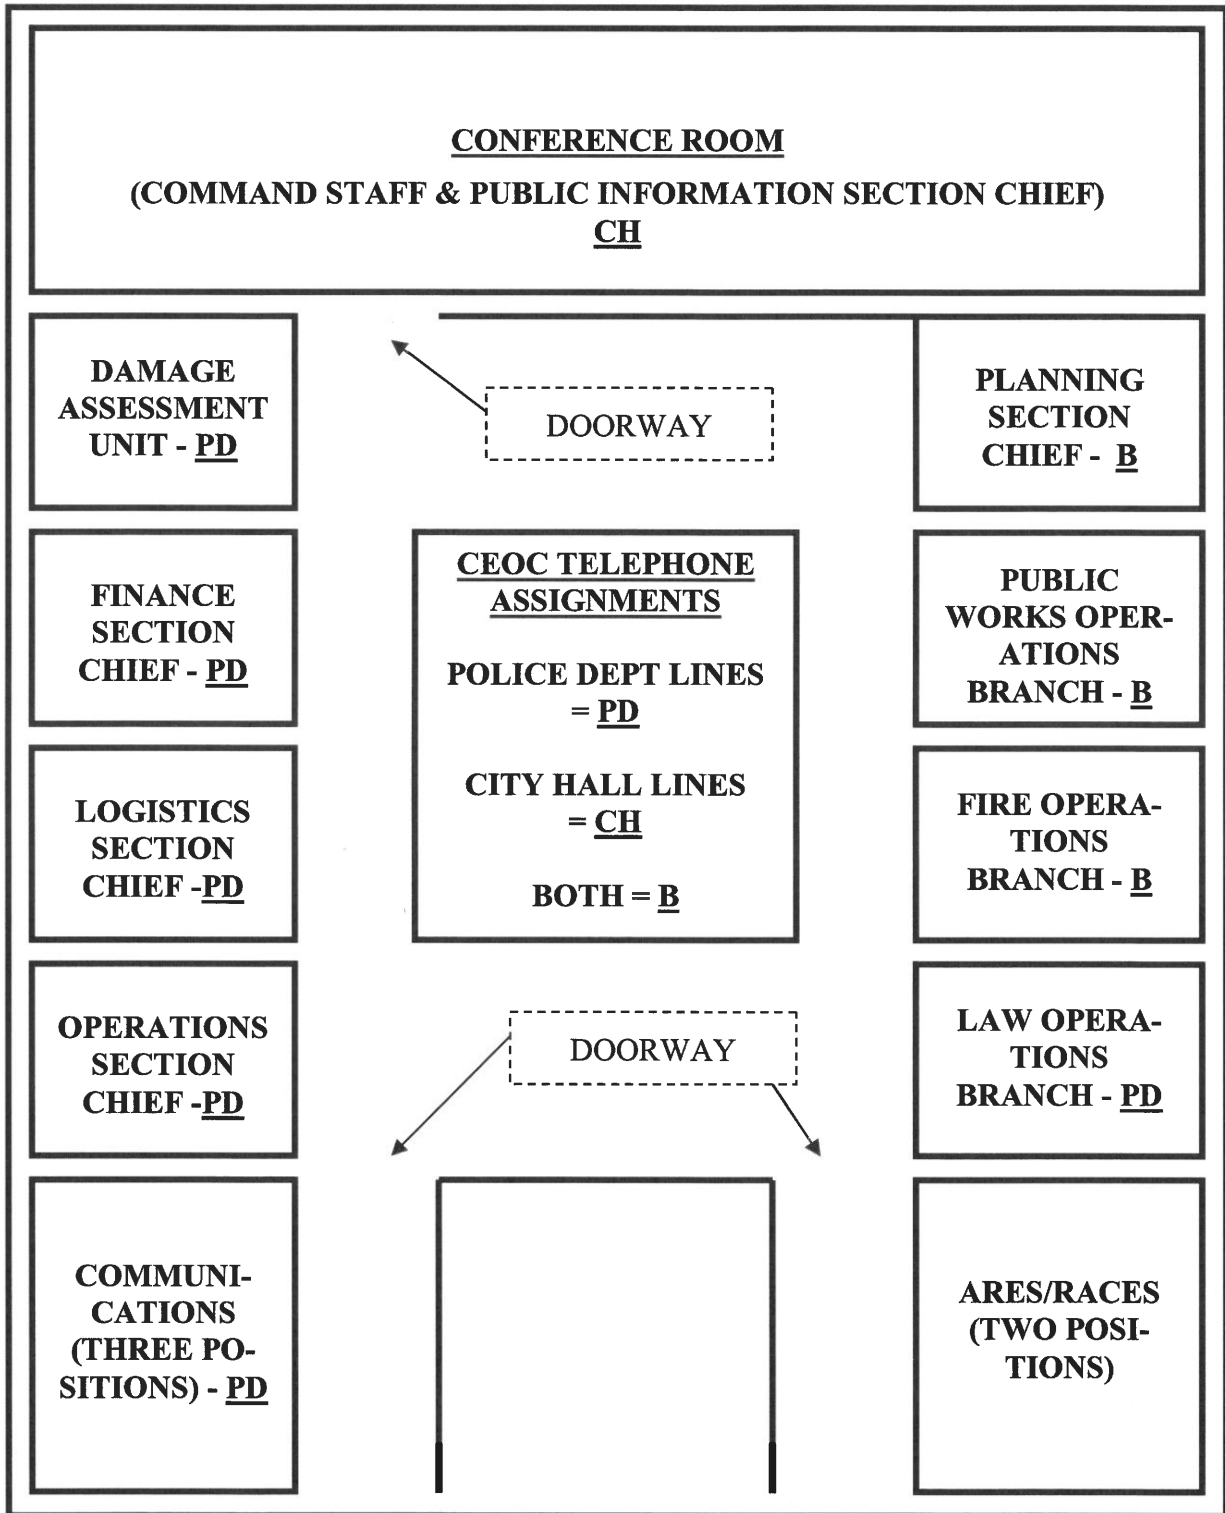 CONFERENCE ROOM
(COMMAND STAFF & PUBLIC INFORMATION SECTION CHIEF)
CH
DAMAGE
ASSESSMENT
UNIT - PD
DOORWAY
PLANNING
SECTION
CHIEF - B
FINANCE
SECTION
CHIEF - PD
CEOC TELEPHONE
ASSIGNMENTS
POLICE DEPT LINES
= PD
CITY HALL LINES
= CH
BOTH = B
PUBLIC
WORKS OPER-
ATIONS
BRANCH - B
LOGISTICS
SECTION
CHIEF -PD
FIRE OPERA-
TIONS
BRANCH - B
OPERATIONS
SECTION
CHIEF -PD
DOORWAY
LAW OPERA-
TIONS
BRANCH - PD
COMMUNI-
CATIONS
(THREE PO-
SITIONS) - PD
ARES/RACES
(TWO POSI-
TIONS)